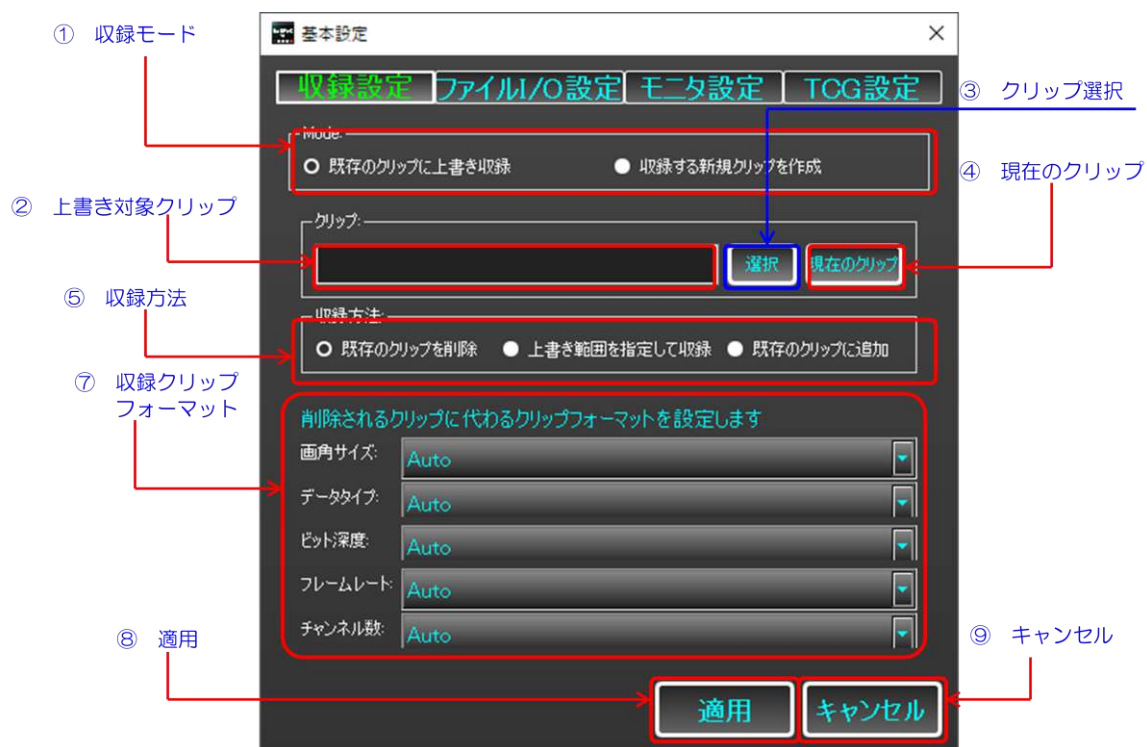 ① 収録モード
基本設定
収録設定 ファイルI/O設定 モニタ設定 TCG設定
③ クリップ選択
Mode:
既存のクリップに上書き収録 収録する新規クリップを作成
④ 現在のクリップ
② 上書き対象クリップ
クリップ:
選択 現在のクリップ
⑤ 収録方法
収録方法:
既存のクリップを削除 上書き範囲を指定して収録 既存のクリップに追加
⑦ 収録クリップ
フォーマット
削除されるクリップに代わるクリップフォーマットを設定します
画角サイズ: Auto
データタイプ: Auto
ビット深度: Auto
フレームレート: Auto
チャンネル数: Auto
⑧ 適用
⑨ キャンセル
適用 キャンセル